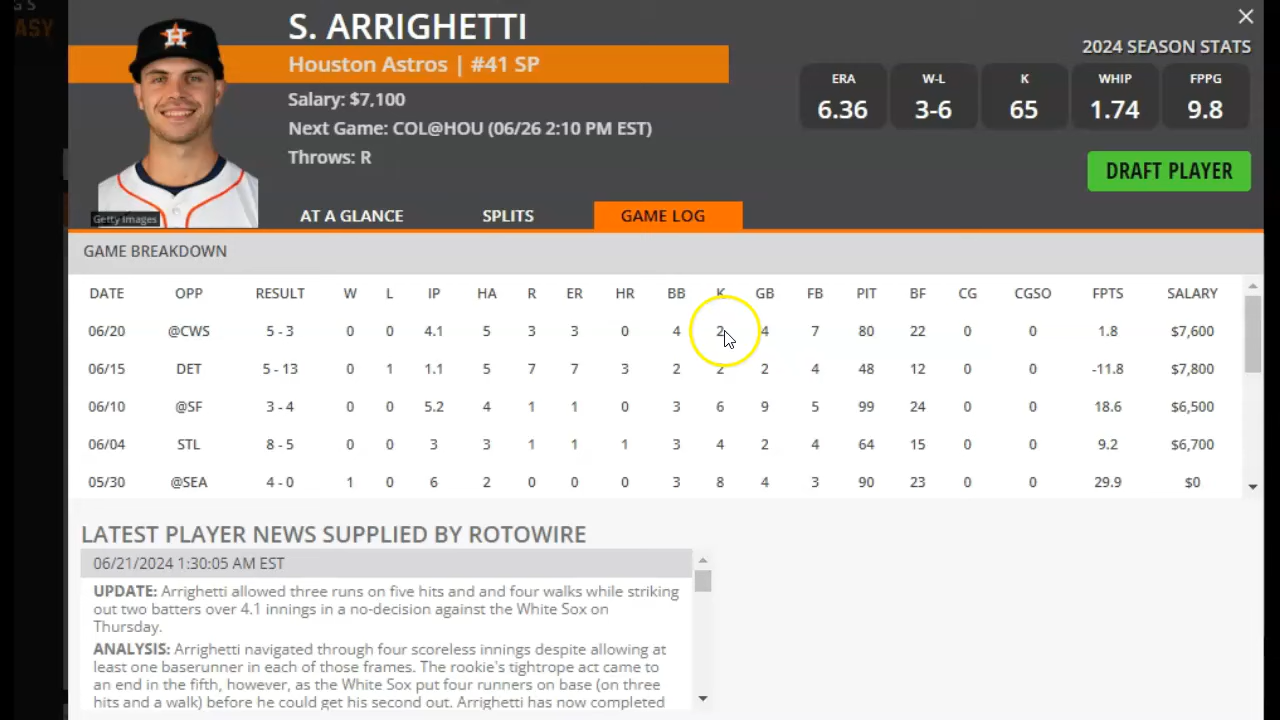 G'S
ASY
S. ARRIGHETTI
Houston Astros | #41 SP
Salary: $7,100
Next Game: COL@HOU (06/26 2:10 PM EST)
Throws: R
Getty Images
2024 SEASON STATS
ERA W-L K WHIP FPPG
6.36 3-6 65 1.74 9.8
DRAFT PLAYER
AT A GLANCE SPLITS GAME LOG
GAME BREAKDOWN
DATE OPP RESULT W L IP HA R ER HR BB K GB FB PIT BF CG CGSO FPTS SALARY
06/20 @CWS 5 - 3 0 0 4.1 5 3 3 0 4 2 4 7 80 22 0 0 1.8 $7,600
06/15 DET 5 - 13 0 1 1.1 5 7 7 3 2 2 2 4 48 12 0 0 -11.8 $7,800
06/10 @SF 3 - 4 0 0 5.2 4 1 1 0 3 6 9 5 99 24 0 0 18.6 $6,500
06/04 STL 8 - 5 0 0 3 3 1 1 1 3 4 2 4 64 15 0 0 9.2 $6,700
05/30 @SEA 4 - 0 1 0 6 2 0 0 0 3 8 4 3 90 23 0 0 29.9 $0
LATEST PLAYER NEWS SUPPLIED BY ROTOWIRE
06/21/2024 1:30:05 AM EST
UPDATE: Arrighetti allowed three runs on five hits and and four walks while striking
out two batters over 4.1 innings in a no-decision against the White Sox on
Thursday.
ANALYSIS: Arrighetti navigated through four scoreless innings despite allowing at
least one baserunner in each of those frames. The rookie's tightrope act came to
an end in the fifth, however, as the White Sox put four runners on base (on three
hits and a walk) before he could get his second out. Arrighetti has now completed